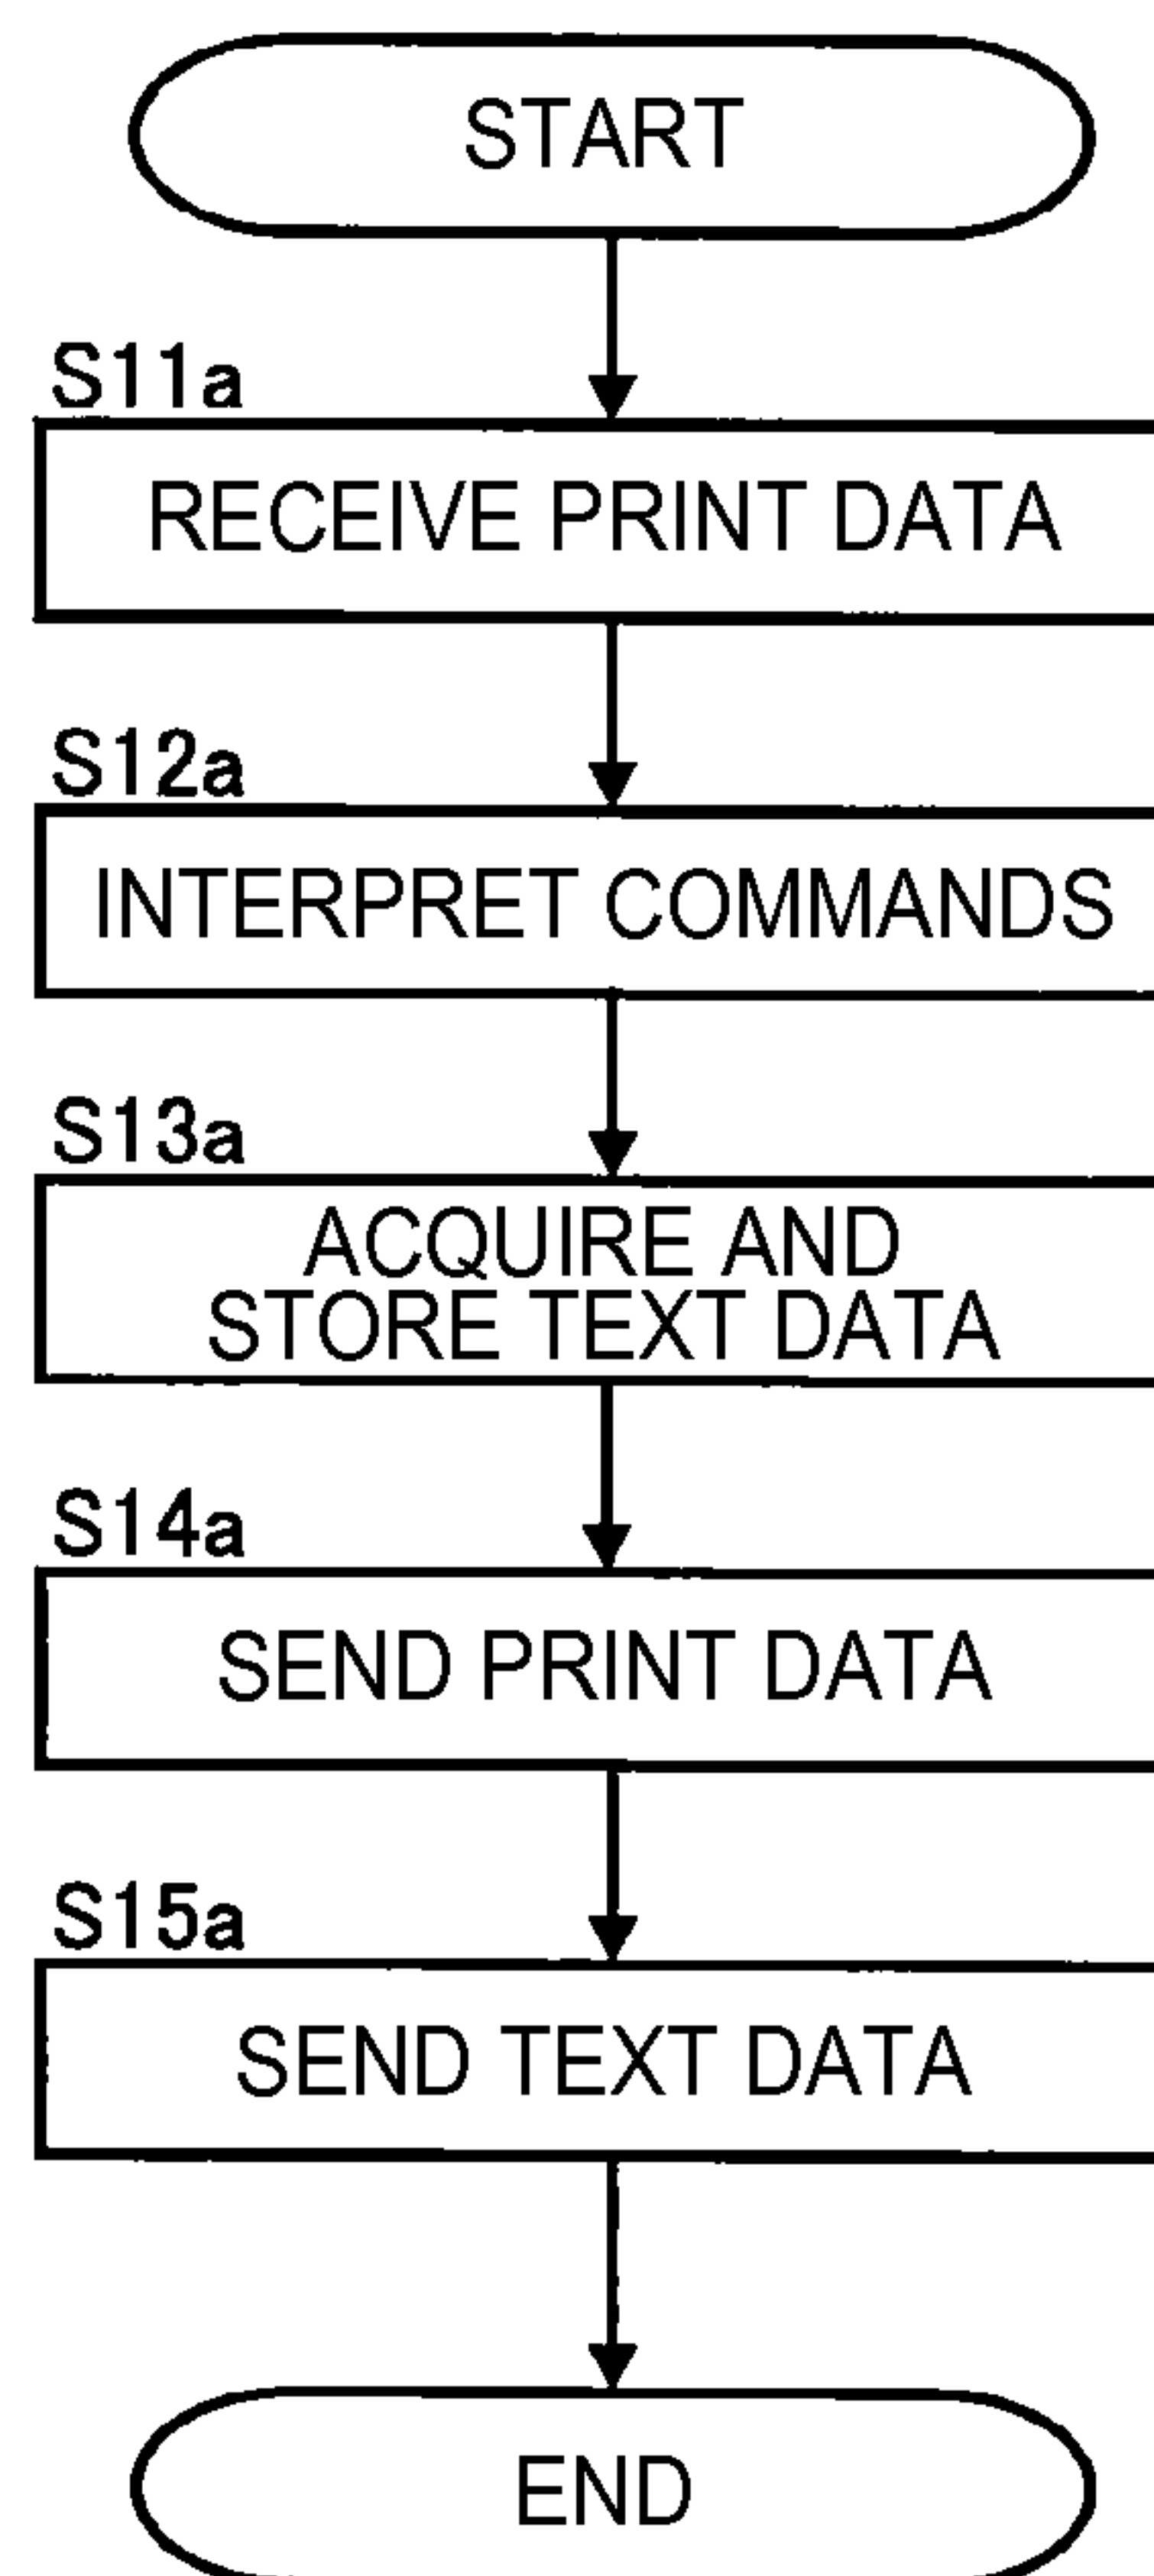 START
S11a
RECEIVE PRINT DATA
S12a
INTERPRET COMMANDS
S13a
ACQUIRE AND
STORE TEXT DATA
S14a
SEND PRINT DATA
S15a
SEND TEXT DATA
END